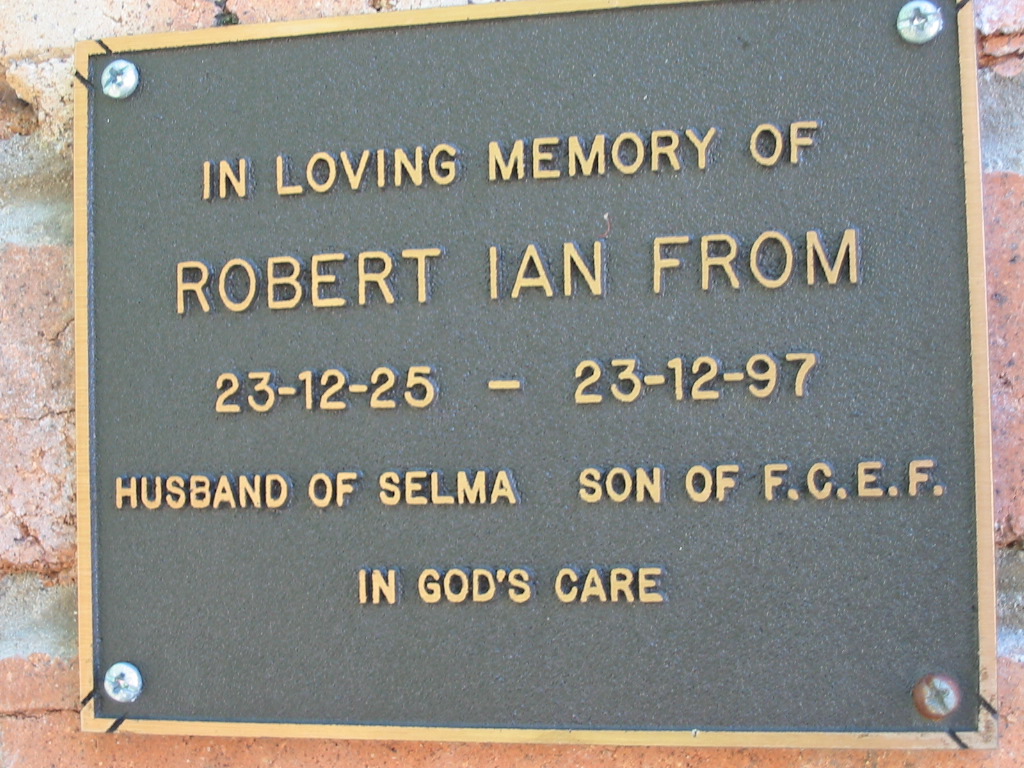 IN LOVING MEMORY OF
ROBERT IAN FROM
23-12-25 – 23-12-97
HUSBAND OF SELMA SON OF F.C.E.F.
IN GOD'S CARE